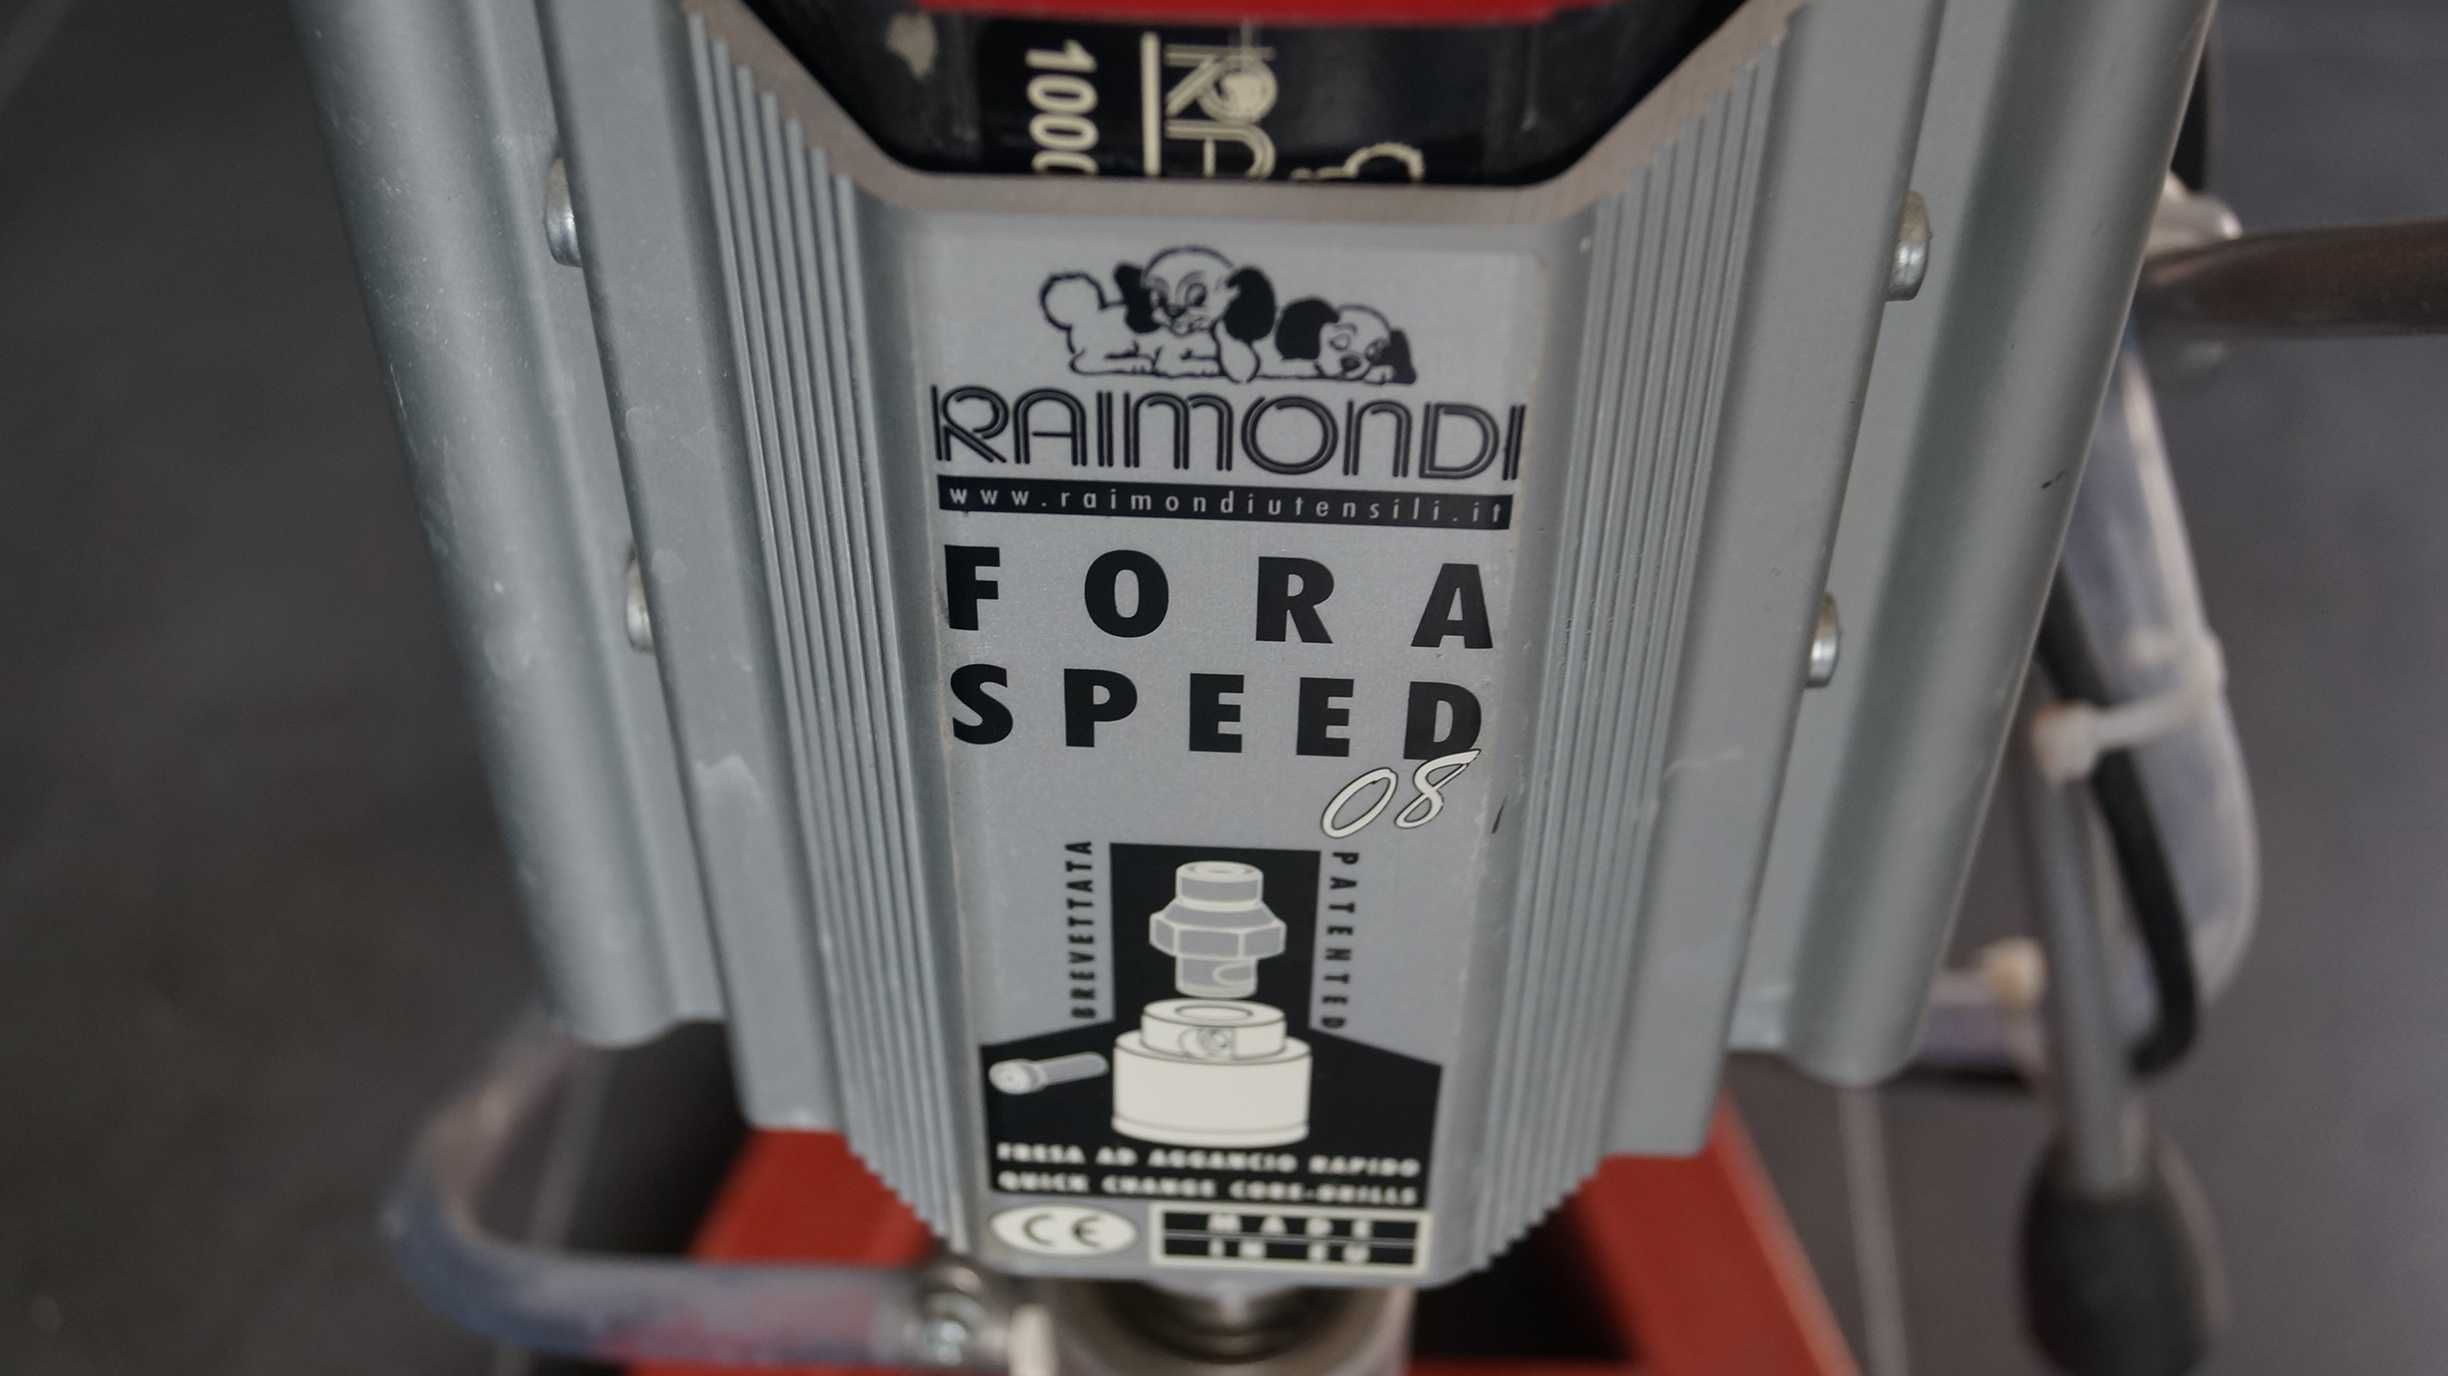 1000
RAIMONDI
www.raimondiutensili.it
FORA
SPEED
08
BREVETTATA
PATENTED
FRESA AD AGGANCIO RAPIDO
QUICK CHANGE CORE-DRILLS
CE
MADE
IN EU